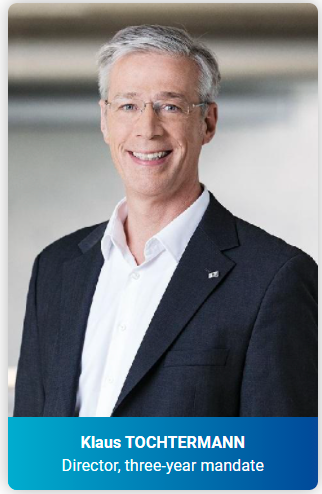 Klaus TOCHTERMANN
Director, three-year mandate